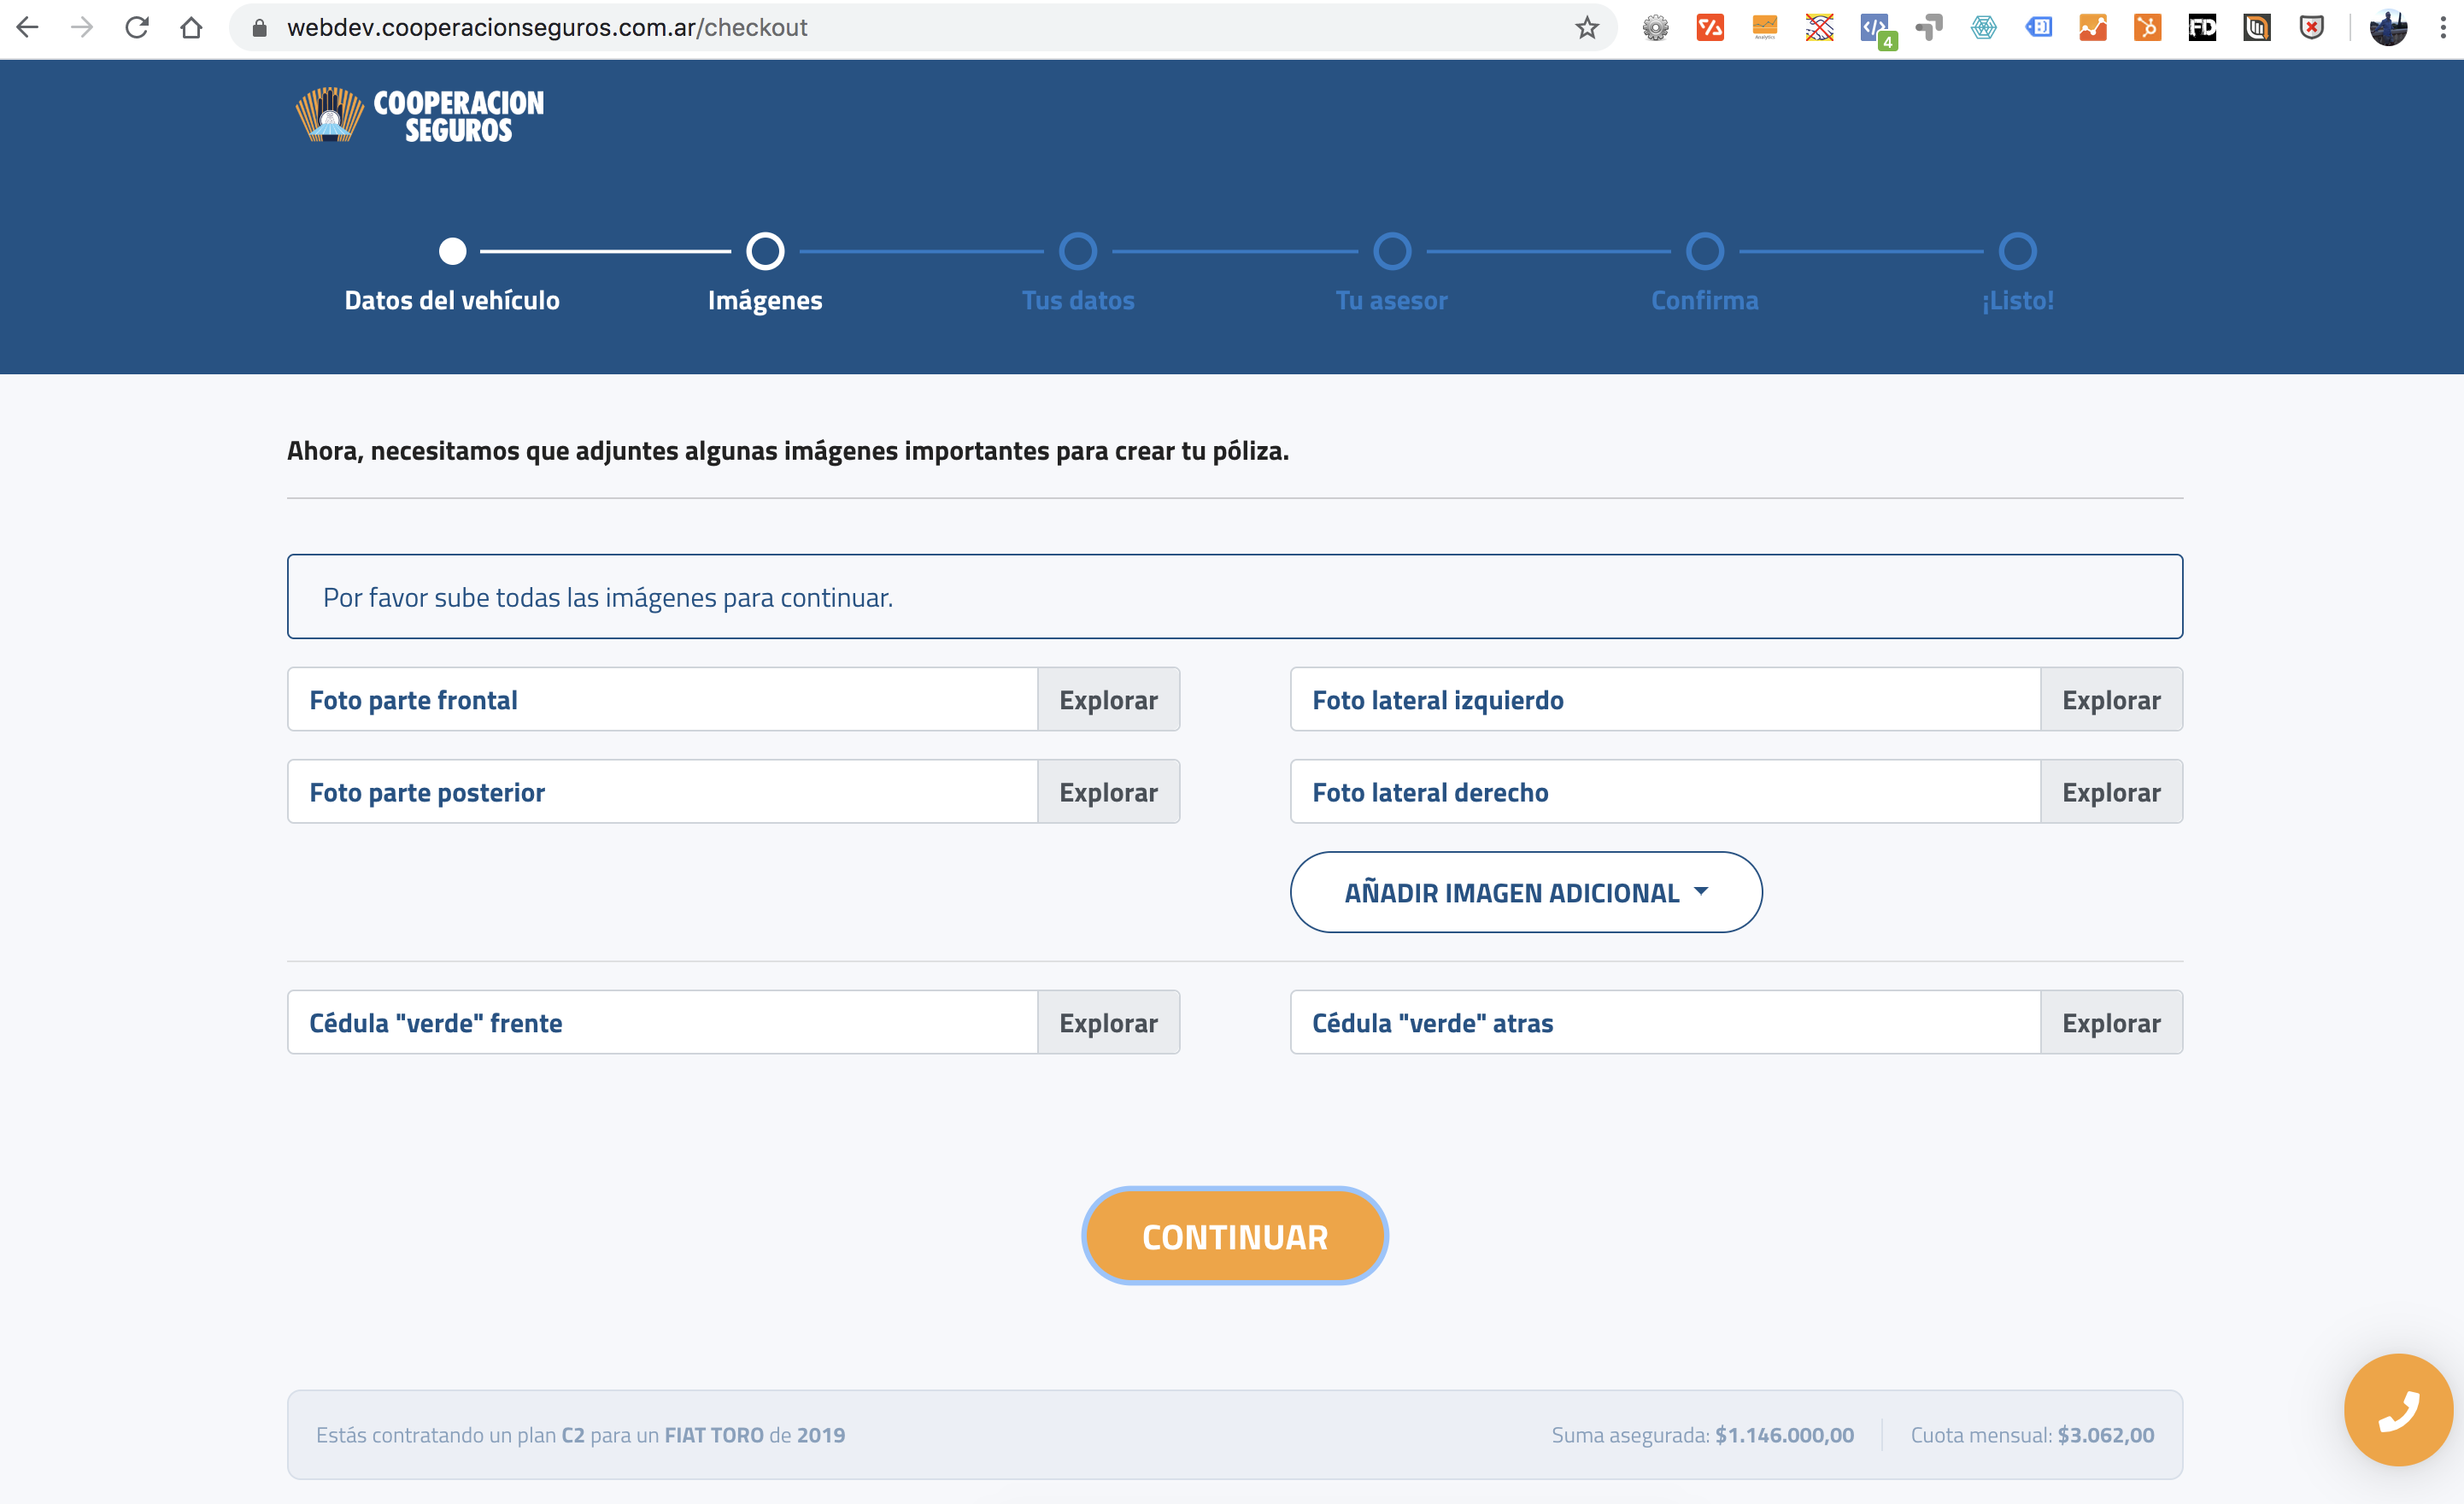 webdev.cooperacionseguros.com.ar/checkout
4
FD
COOPERACION
SEGUROS
Datos del vehículo
Imágenes
Tus datos
Tu asesor
Confirma
¡Listo!
Ahora, necesitamos que adjuntes algunas imágenes importantes para crear tu póliza.
Por favor sube todas las imágenes para continuar.
Foto parte frontal Explorar
Foto lateral izquierdo Explorar
Foto parte posterior Explorar
Foto lateral derecho Explorar
AÑADIR IMAGEN ADICIONAL
Cédula "verde" frente Explorar
Cédula "verde" atras Explorar
CONTINUAR
Estás contratando un plan C2 para un FIAT TORO de 2019
Suma asegurada: $1.146.000,00
Cuota mensual: $3.062,00